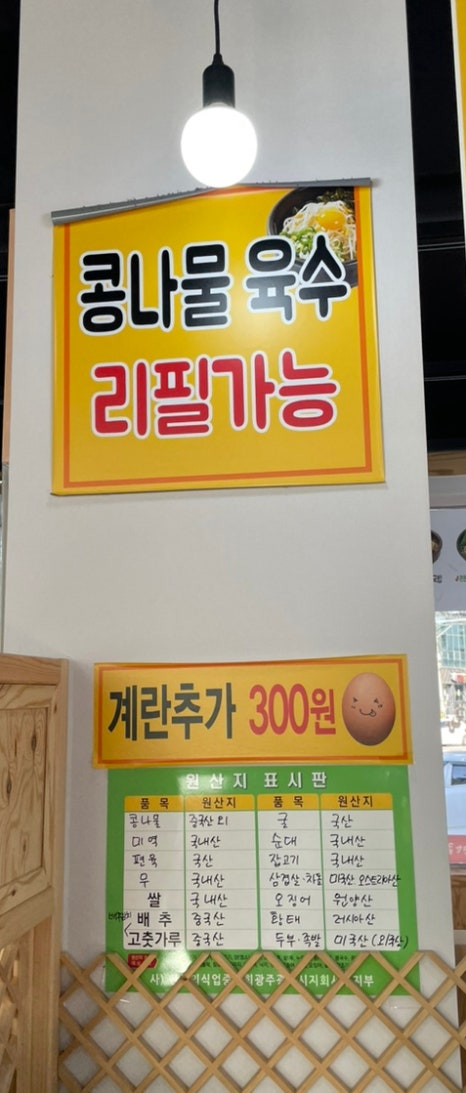 콩나물 육수
리필가능
계란추가 300원
원산지 표시판
품 목 원산지 품 목 원산지
콩나물 중국산 외 굴 국산
미역 국내산 순대 국내산
편육 국산 잡고기 국내산
무 국내산 삼겹살· 미국산 오스트리아산
쌀 국내산 오징어 원양산
배 추 중국산 황태 러시아산
고춧가루 중국산 두부·족발 미국산 (외국산)